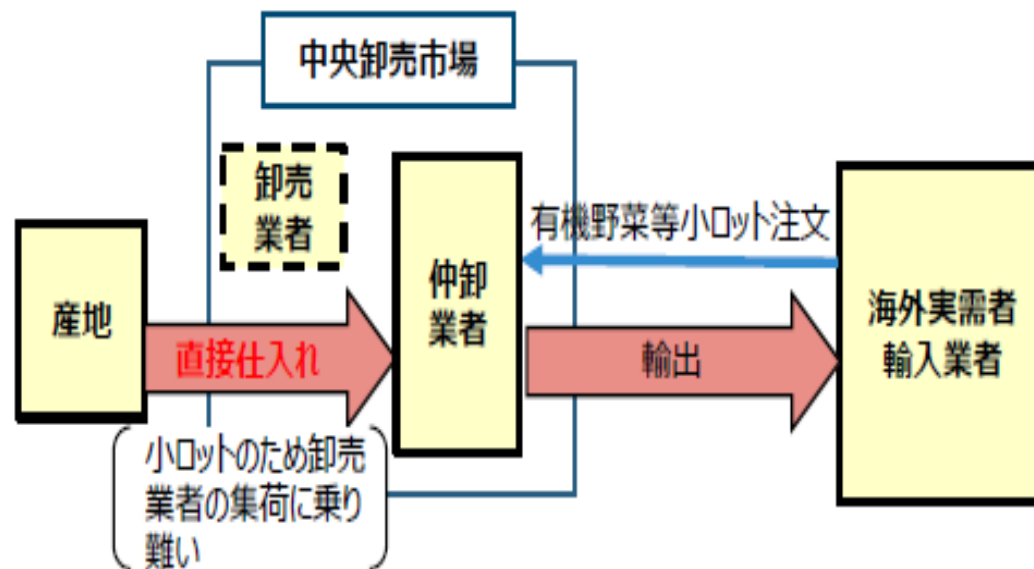 中央卸売市場
卸売
業者
有機野菜等小ロット注文
産地
仲卸
業者
海外実需者
輸入業者
直接仕入れ
輸出
小ロットのため卸売
業者の集荷に乗り
難い